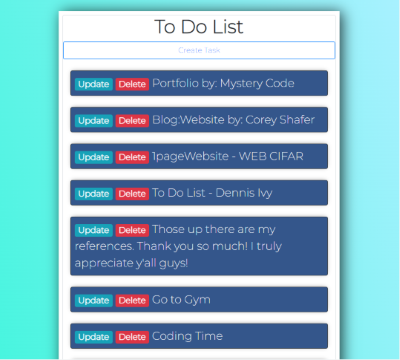 To Do List
Create Task
Update Delete Portfolio by: Mystery Code
Update Delete Blog:Website by: Corey Shafer
Update Delete 1pageWebsite - WEB CIFAR
Update Delete To Do List - Dennis Ivy
Update Delete Those up there are my
references. Thank you so much! I truly
appreciate y'all guys!
Update Delete Go to Gym
Update Delete Coding Time